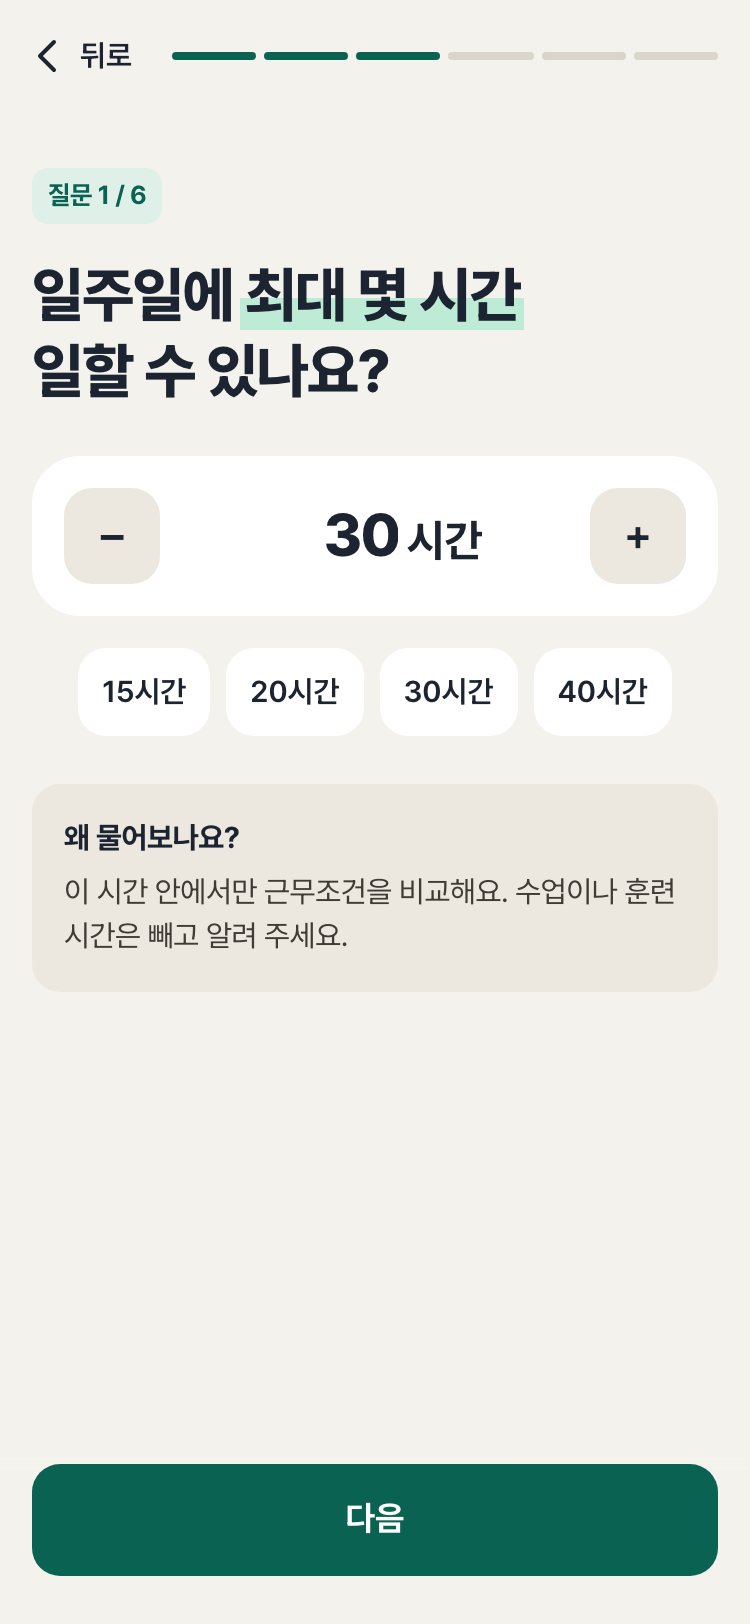 뒤로
질문 1 / 6
일주일에 최대 몇 시간
일할 수 있나요?
− 30 시간 +
15시간 20시간 30시간 40시간
왜 물어보나요?
이 시간 안에서만 근무조건을 비교해요. 수업이나 훈련
시간은 빼고 알려 주세요.
다음